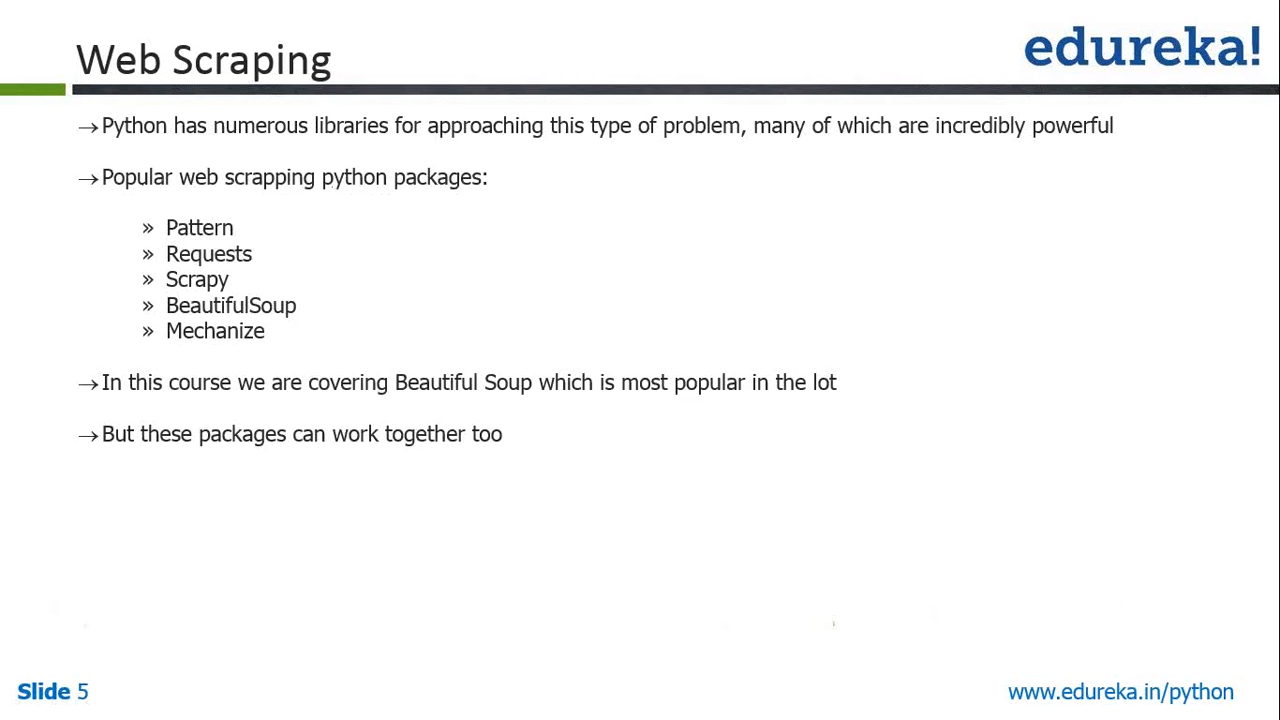 Web Scraping
edureka!
→Python has numerous libraries for approaching this type of problem, many of which are incredibly powerful
→Popular web scrapping python packages:
» Pattern
» Requests
» Scrapy
» BeautifulSoup
» Mechanize
→In this course we are covering Beautiful Soup which is most popular in the lot
→But these packages can work together too
Slide 5
www.edureka.in/python